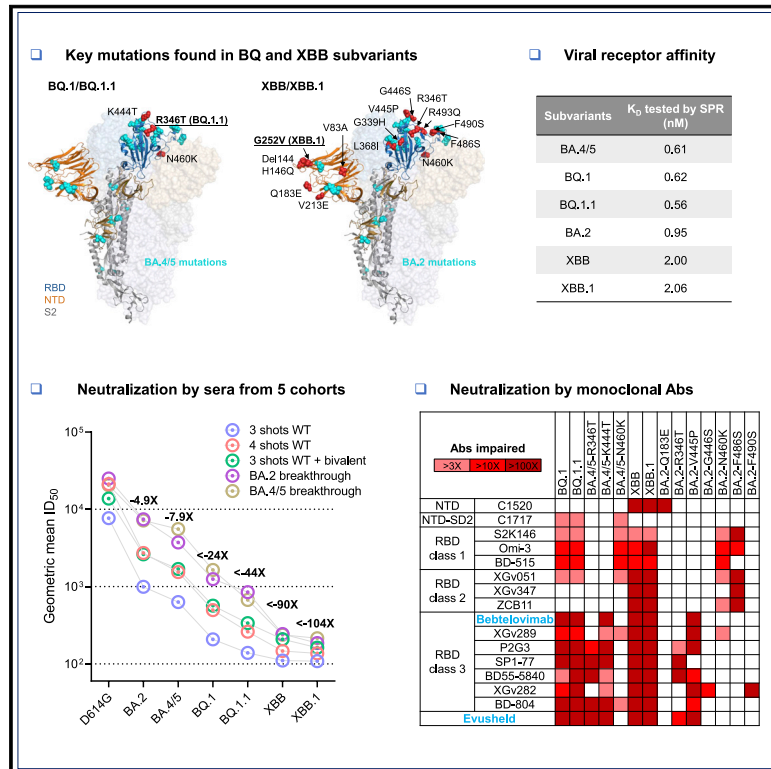 Key mutations found in BQ and XBB subvariants
BQ.1/BQ.1.1
K444T
R346T (BQ.1.1)
N460K
BA.4/5 mutations
RBD
NTD
S2
XBB/XBB.1
G446S
V445P
R346T
R493Q
G339H
F490S
V83A
G252V (XBB.1)
L368I
F486S
Del144
H146Q
N460K
Q183E
V213E
BA.2 mutations
Viral receptor affinity
Subvariants
KD tested by SPR (nM)
BA.4/5 0.61
BQ.1 0.62
BQ.1.1 0.56
BA.2 0.95
XBB 2.00
XBB.1 2.06
Neutralization by sera from 5 cohorts
3 shots WT
4 shots WT
3 shots WT + bivalent
BA.2 breakthrough
BA.4/5 breakthrough
Geometric mean ID50
10^5
10^4
10^3
10^2
-4.9X
-7.9X
<-24X
<-44X
<-90X
<-104X
D614G
BA.2
BA.4/5
BQ.1
BQ.1.1
XBB
XBB.1
Neutralization by monoclonal Abs
Abs impaired
>3X >10X >100X
BQ.1
BQ.1.1
BA.4/5-R346T
BA.4/5-K444T
BA.4/5-N460K
XBB
XBB.1
BA.2-Q183E
BA.2-R346T
BA.2-V445P
BA.2-G446S
BA.2-N460K
BA.2-F486S
BA.2-F490S
NTD C1520
NTD-SD2 C1717
RBD class 1
S2K146
Omi-3
BD-515
RBD class 2
XGv051
XGv347
ZCB11
RBD class 3
Bebtelovimab
XGv289
P2G3
SP1-77
BD55-5840
XGv282
BD-804
Evusheld